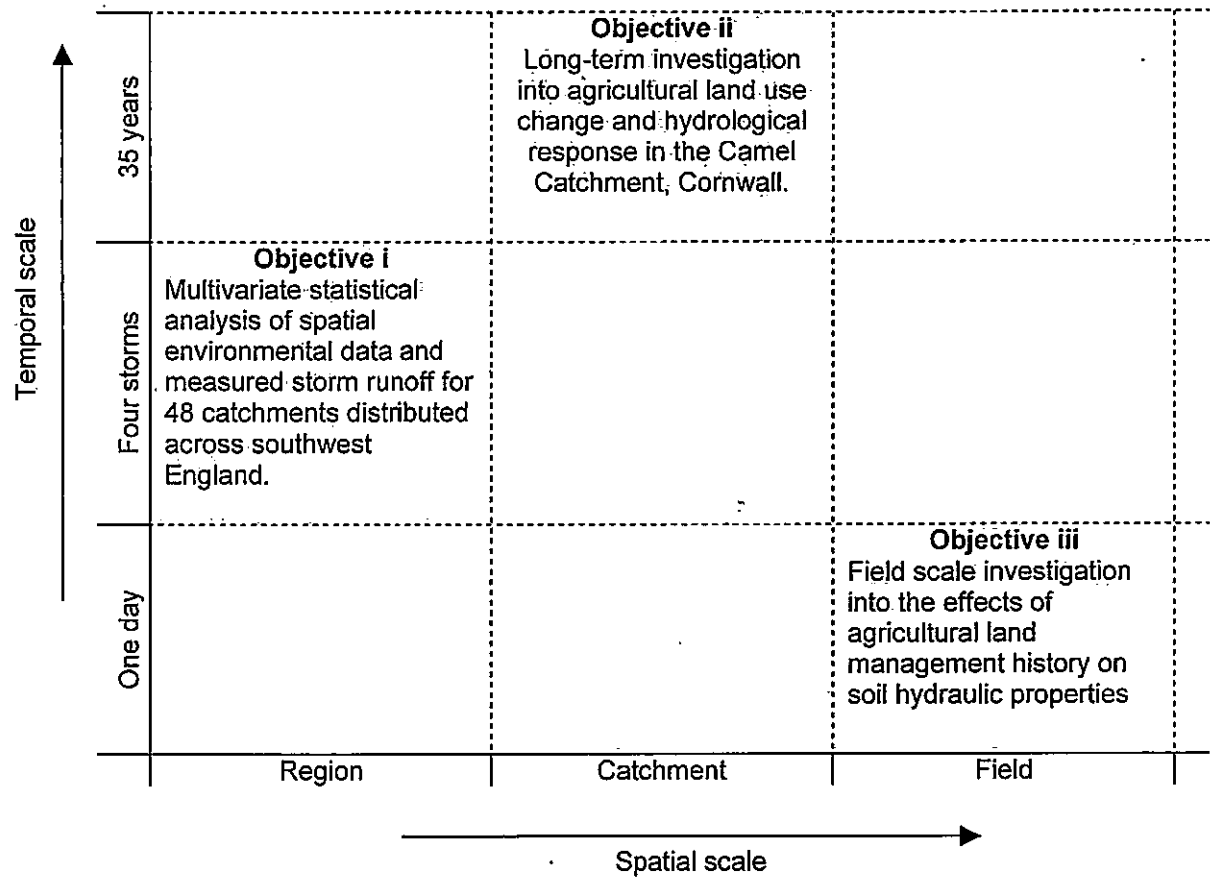 Objective ii
Long-term investigation
into agricultural land use
change and hydrological
response in the Camel
Catchment, Cornwall.
Objective i
Multivariate statistical
analysis of spatial
environmental data and
measured storm runoff for
48 catchments distributed
across southwest
England.
Objective iii
Field scale investigation
into the effects of
agricultural land
management history on
soil hydraulic properties
Temporal scale
35 years
Four storms
One day
Region
Catchment
Field
Spatial scale